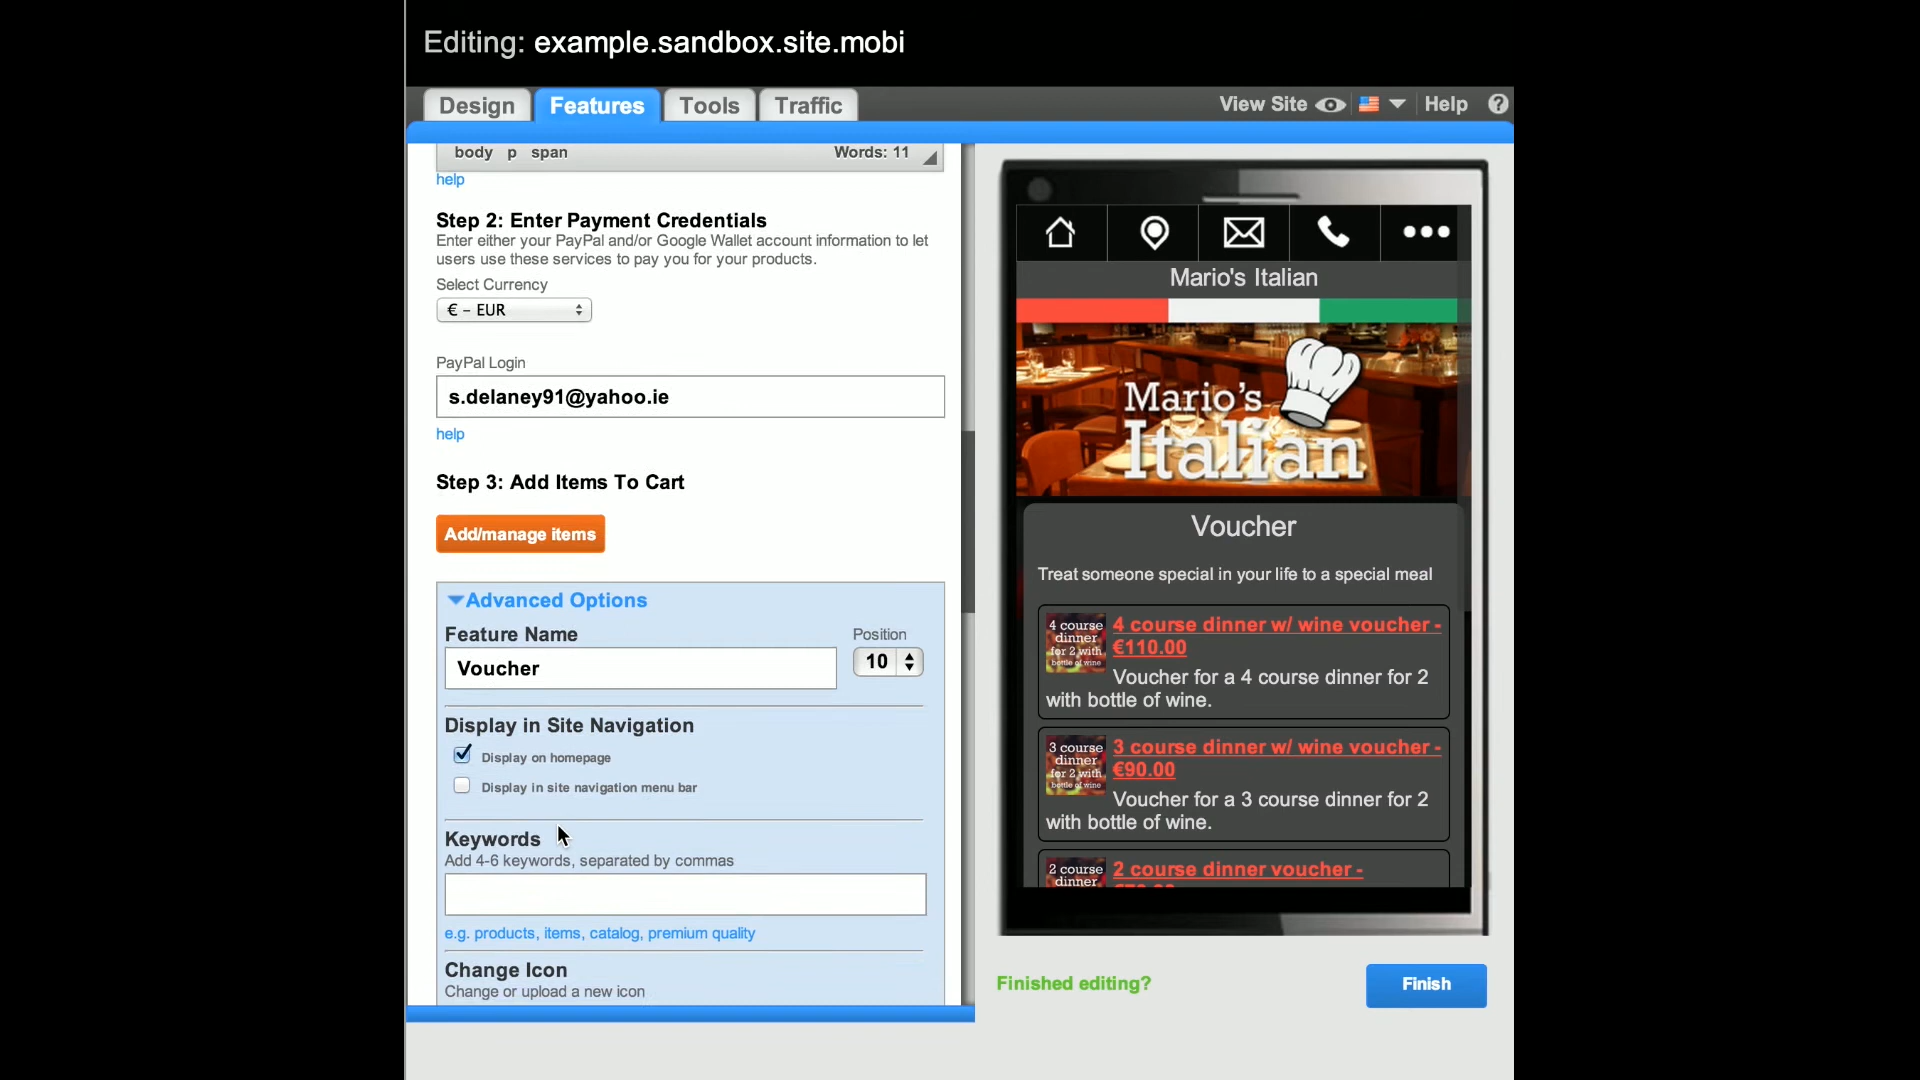 Editing: example.sandbox.site.mobi
Design Features Tools Traffic View Site Help ?
body p span Words: 11
help
Step 2: Enter Payment Credentials
Enter either your PayPal and/or Google Wallet account information to let
users use these services to pay you for your products.
Select Currency
€ - EUR
PayPal Login
s.delaney91@yahoo.ie
help
Step 3: Add Items To Cart
Add/manage items
Advanced Options
Feature Name
Position
Voucher
10
Display in Site Navigation
Display on homepage
Display in site navigation menu bar
Keywords
Add 4-6 keywords, separated by commas
e.g. products, items, catalog, premium quality
Change Icon
Change or upload a new icon
Mario's Italian
Mario's
Italian
Voucher
Treat someone special in your life to a special meal
4 course
dinner
for 2 with
bottle of wine
4 course dinner w/ wine voucher -
€110.00
Voucher for a 4 course dinner for 2
with bottle of wine.
3 course
dinner
for 2 with
bottle of wine
3 course dinner w/ wine voucher -
€90.00
Voucher for a 3 course dinner for 2
with bottle of wine.
2 course
dinner
2 course dinner voucher -
Finished editing?
Finish